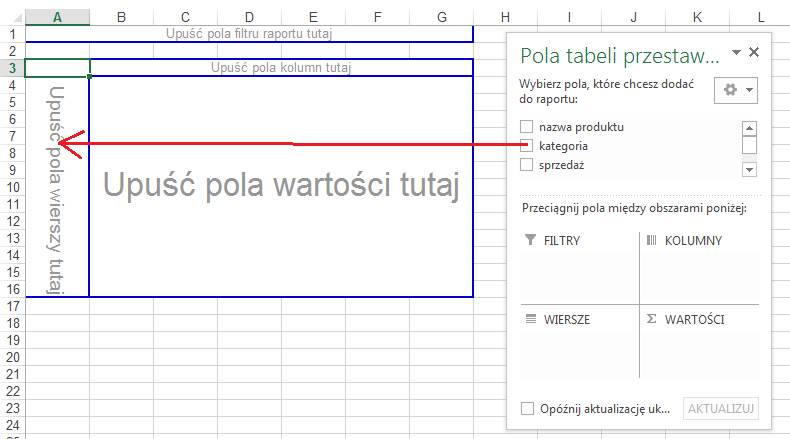 A B C D E F G H I J K L
1 Upuść pola filtru raportu tutaj
2
3 Upuść pola kolumn tutaj
4
5
6
7
8
9
10
11
12
13
14
15
16
17
18
19
20
21
22
23
24
Upuść pola wierszy tutaj
Upuść pola wartości tutaj
Pola tabeli przestaw...
Wybierz pola, które chcesz dodać
do raportu:
nazwa produktu
kategoria
sprzedaż
Przeciągnij pola między obszarami poniżej:
FILTRY
KOLUMNY
WIERSZE
Σ WARTOŚCI
Opóźnij aktualizację uk...
AKTUALIZUJ